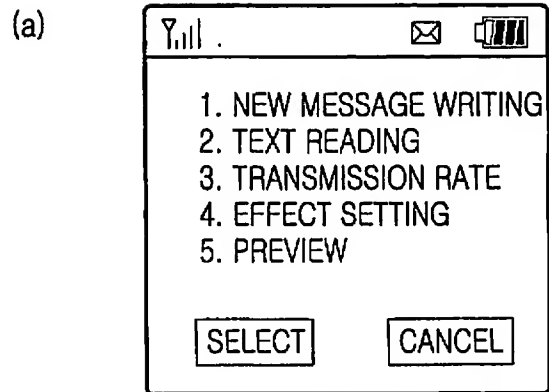 (a)
1. NEW MESSAGE WRITING
2. TEXT READING
3. TRANSMISSION RATE
4. EFFECT SETTING
5. PREVIEW
SELECT CANCEL